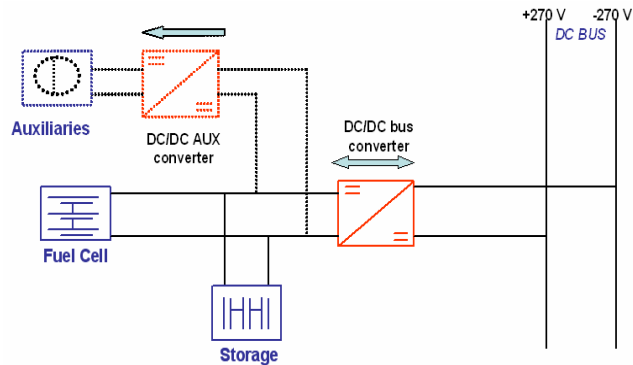 +270 V
-270 V
DC BUS
Auxiliaries
DC/DC AUX
converter
DC/DC bus
converter
Fuel Cell
Storage